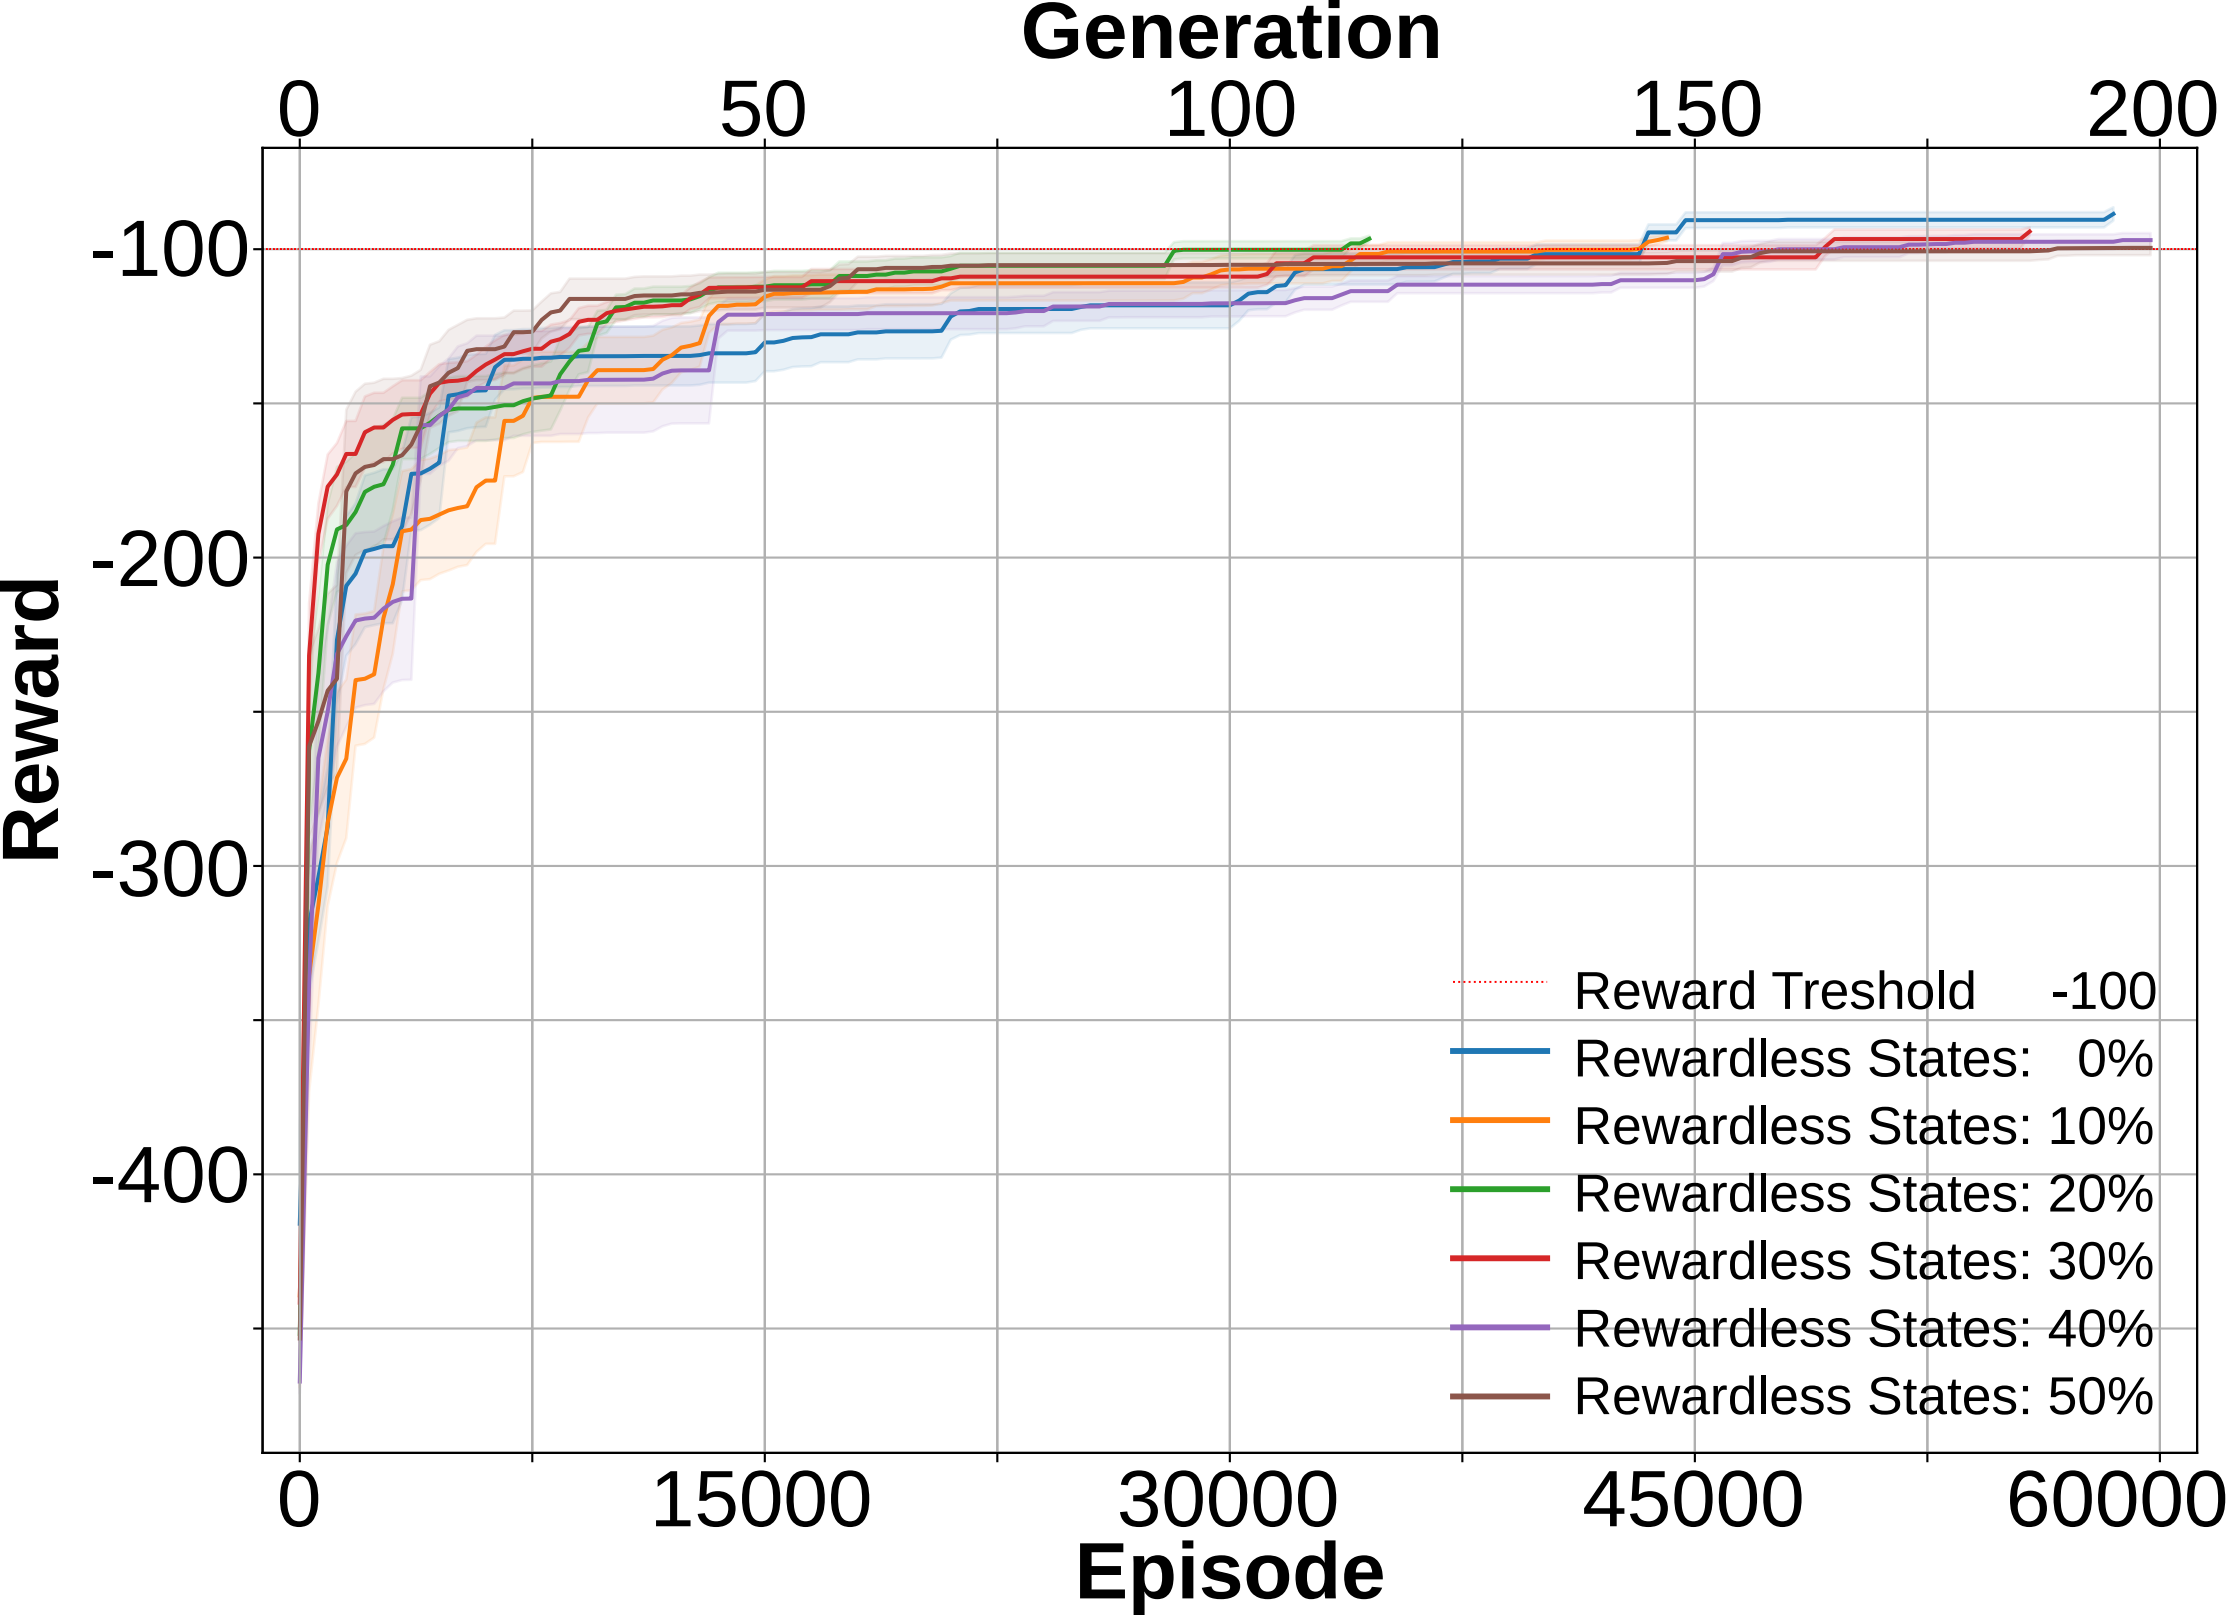 Generation
0 50 100 150 200
-100
-200
-300
-400
Reward
Reward Treshold -100
Rewardless States: 0%
Rewardless States: 10%
Rewardless States: 20%
Rewardless States: 30%
Rewardless States: 40%
Rewardless States: 50%
0 15000 30000 45000 60000
Episode